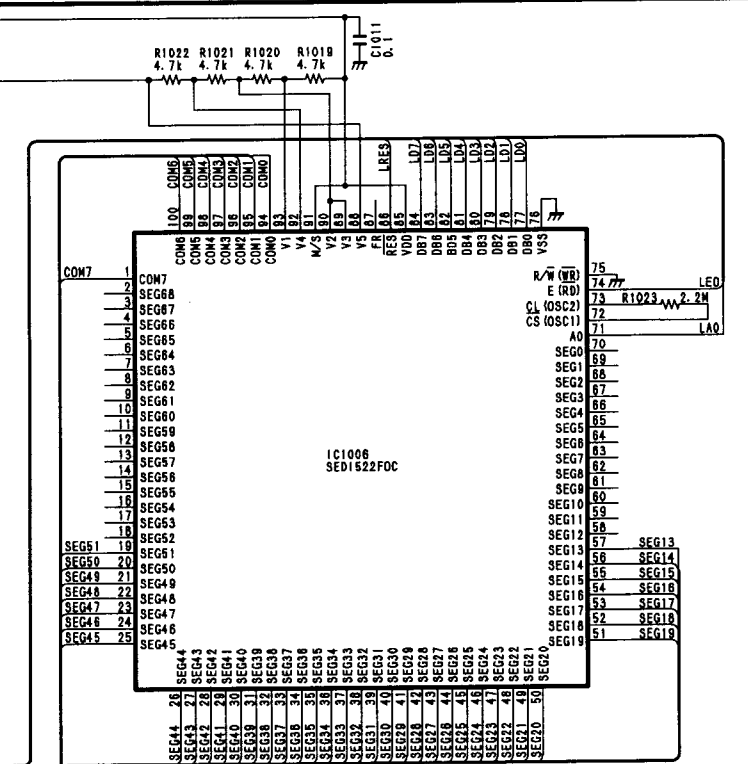 R1022 R1021 R1020 R1019
4.7k 4.7k 4.7k 4.7k
C1011
0.1
LRES LD7 LD6 LD5 LD4 LD3 LD2 LD1 LD0
COM6 COM5 COM4 COM3 COM2 COM1 COM0
100 99 98 97 96 95 94 93 92 91 90 89 88 87 86 85 84 83 82 81 80 79 78 77 76
COM6 COM5 COM4 COM3 COM2 COM1 COM0 V1 V4 M/S V2 V3 V5 FR RES VDD DB7 DB6 BD5 DB4 DB3 DB2 DB1 DB0 VSS
COM7 1 COM7
2 SEG68
3 SEG67
4 SEG66
5 SEG65
6 SEG64
7 SEG63
8 SEG62
9 SEG61
10 SEG60
11 SEG59
12 SEG58
13 SEG57
14 SEG56
15 SEG55
16 SEG54
17 SEG53
18 SEG52
SEG51 19 SEG51
SEG50 20 SEG50
SEG49 21 SEG49
SEG48 22 SEG48
SEG47 23 SEG47
SEG46 24 SEG46
SEG45 25 SEG45
IC1006
SED1522FOC
R/W (WR) 75
E (RD) 74 LED
CL (OSC2) 73 R1023 2.2M
CS (OSC1) 72
A0 71 LA0
SEG0 70
SEG1 69
SEG2 68
SEG3 67
SEG4 66
SEG5 65
SEG6 64
SEG7 63
SEG8 62
SEG9 61
SEG10 60
SEG11 59
SEG12 58
SEG13 57 SEG13
SEG14 56 SEG14
SEG15 55 SEG15
SEG16 54 SEG16
SEG17 53 SEG17
SEG18 52 SEG18
SEG19 51 SEG19
SEG44 SEG43 SEG42 SEG41 SEG40 SEG39 SEG38 SEG37 SEG36 SEG35 SEG34 SEG33 SEG32 SEG31 SEG30 SEG29 SEG28 SEG27 SEG26 SEG25 SEG24 SEG23 SEG22 SEG21 SEG20
26 27 28 29 30 31 32 33 34 35 36 37 38 39 40 41 42 43 44 45 46 47 48 49 50
SEG44 SEG43 SEG42 SEG41 SEG40 SEG39 SEG38 SEG37 SEG36 SEG35 SEG34 SEG33 SEG32 SEG31 SEG30 SEG29 SEG28 SEG27 SEG26 SEG25 SEG24 SEG23 SEG22 SEG21 SEG20